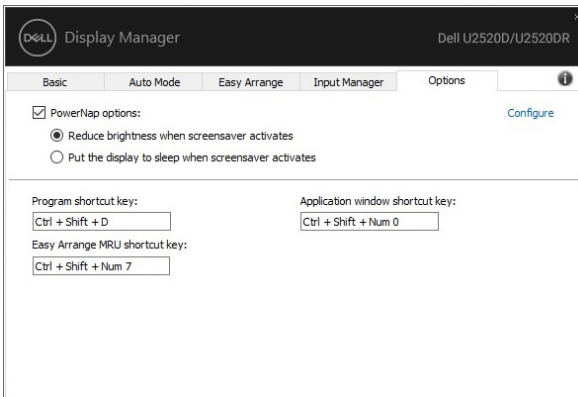 DELL Display Manager Dell U2520D/U2520DR
Basic Auto Mode Easy Arrange Input Manager Options
PowerNap options: Configure
Reduce brightness when screensaver activates
Put the display to sleep when screensaver activates
Program shortcut key: Application window shortcut key:
Ctrl + Shift + D Ctrl + Shift + Num 0
Easy Arrange MRU shortcut key:
Ctrl + Shift + Num 7